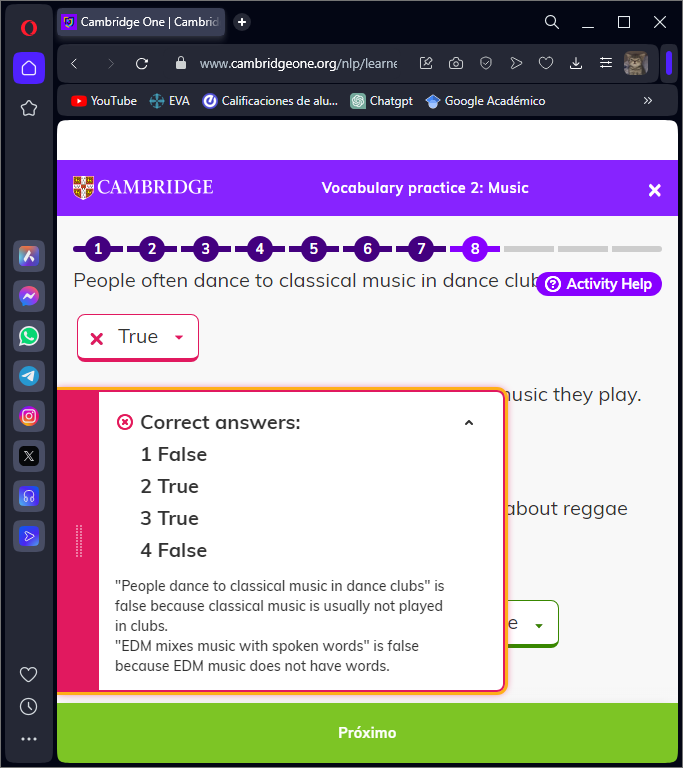 Cambridge One | Cambrid
www.cambridgeone.org/nlp/learne
YouTube
EVA
Calificaciones de alu...
Chatgpt
Google Académico
CAMBRIDGE
Vocabulary practice 2: Music
1 2 3 4 5 6 7 8
People often dance to classical music in dance club
Activity Help
True
music they play.
Correct answers:
1 False
2 True
3 True
4 False
about reggae
"People dance to classical music in dance clubs" is
false because classical music is usually not played
in clubs.
"EDM mixes music with spoken words" is false
because EDM music does not have words.
e
Próximo